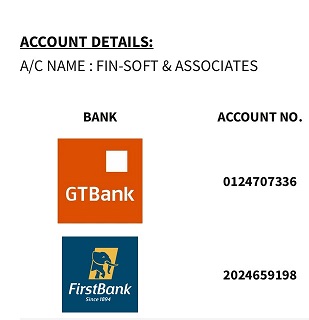 ACCOUNT DETAILS:
A/C NAME : FIN-SOFT & ASSOCIATES
BANK ACCOUNT NO.
GTBank 0124707336
FirstBank 2024659198
Since 1894